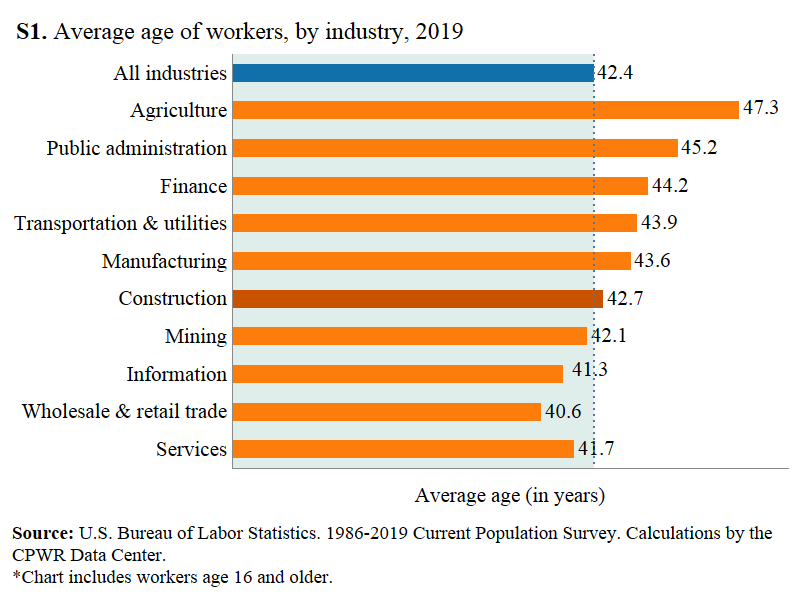 S1. Average age of workers, by industry, 2019
All industries 42.4
Agriculture 47.3
Public administration 45.2
Finance 44.2
Transportation & utilities 43.9
Manufacturing 43.6
Construction 42.7
Mining 42.1
Information 41.3
Wholesale & retail trade 40.6
Services 41.7
Average age (in years)
Source: U.S. Bureau of Labor Statistics. 1986-2019 Current Population Survey. Calculations by the
CPWR Data Center.
*Chart includes workers age 16 and older.